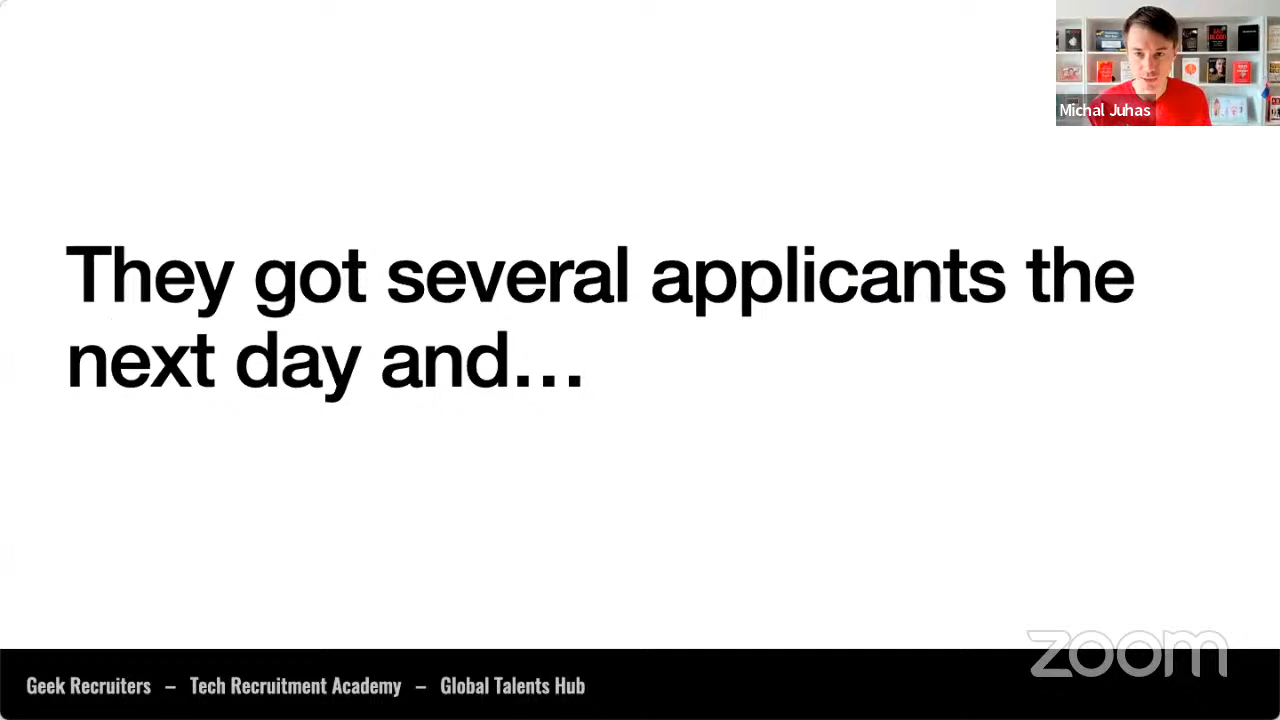 Michal Juhas
They got several applicants the
next day and…
zoom
Geek Recruiters – Tech Recruitment Academy – Global Talents Hub